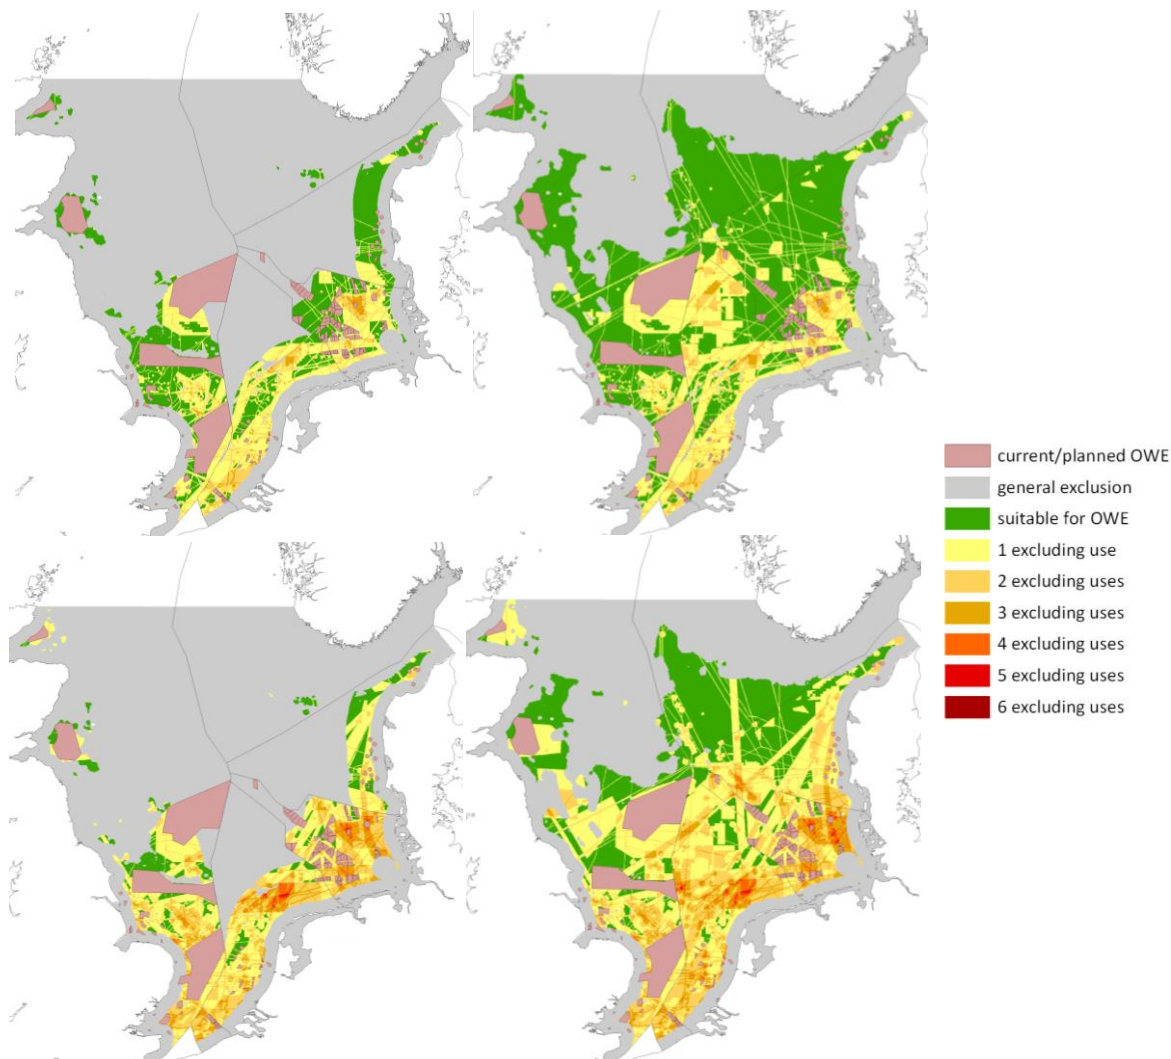 current/planned OWE
general exclusion
suitable for OWE
1 excluding use
2 excluding uses
3 excluding uses
4 excluding uses
5 excluding uses
6 excluding uses